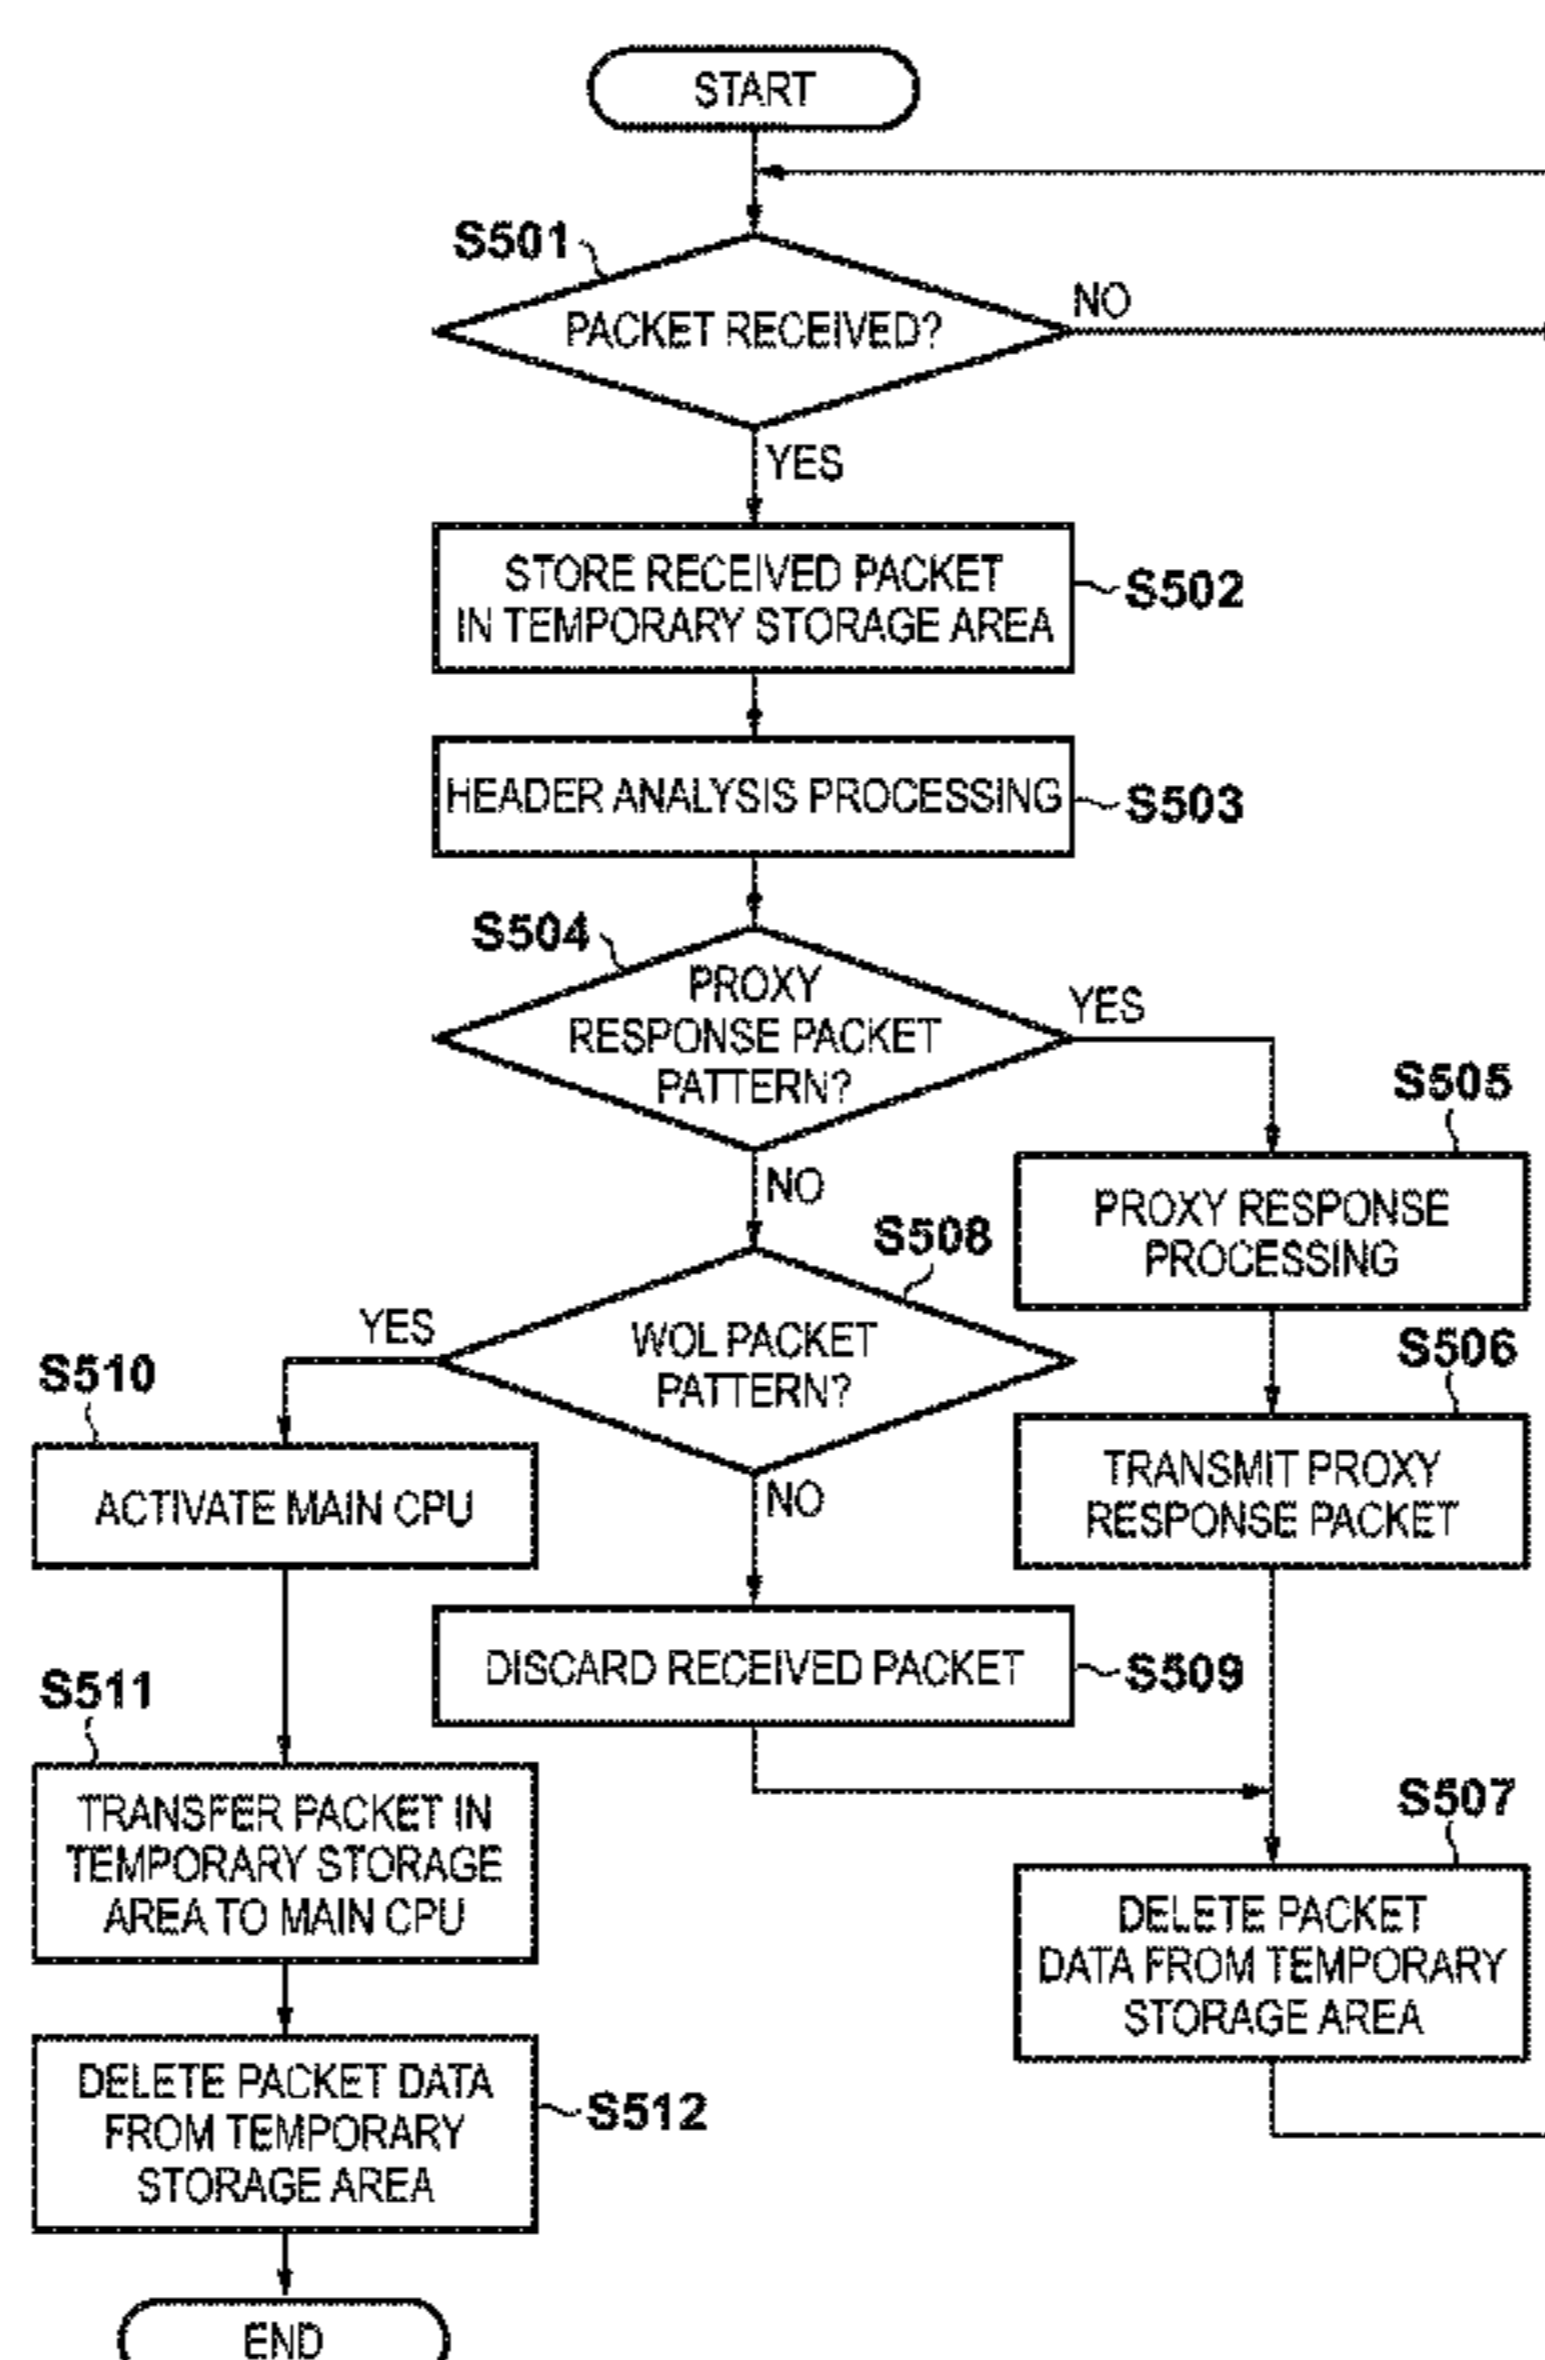 START
S501
PACKET RECEIVED?
NO
YES
STORE RECEIVED PACKET
IN TEMPORARY STORAGE AREA
S502
HEADER ANALYSIS PROCESSING
S503
S504
PROXY
RESPONSE PACKET
PATTERN?
YES
NO
S505
PROXY RESPONSE
PROCESSING
S508
WOL PACKET
PATTERN?
YES
NO
S506
TRANSMIT PROXY
RESPONSE PACKET
S510
ACTIVATE MAIN CPU
DISCARD RECEIVED PACKET
S509
S511
TRANSFER PACKET IN
TEMPORARY STORAGE
AREA TO MAIN CPU
S507
DELETE PACKET
DATA FROM TEMPORARY
STORAGE AREA
DELETE PACKET DATA
FROM TEMPORARY
STORAGE AREA
S512
END